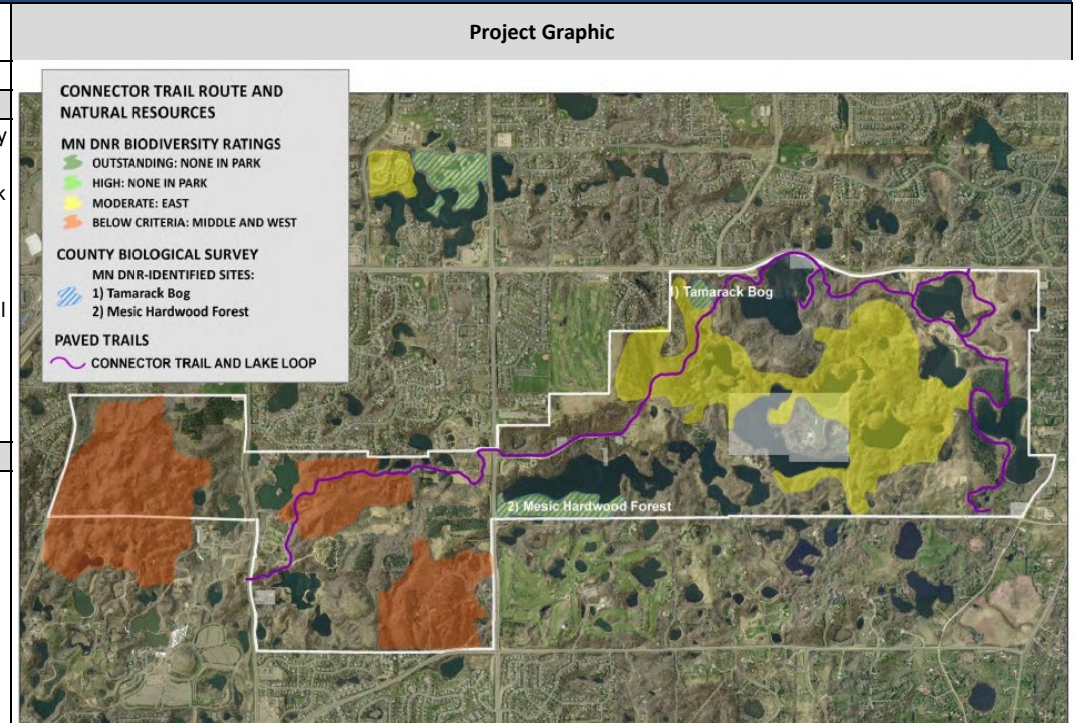 Project Graphic
CONNECTOR TRAIL ROUTE AND
NATURAL RESOURCES
MN DNR BIODIVERSITY RATINGS
OUTSTANDING: NONE IN PARK
HIGH: NONE IN PARK
MODERATE: EAST
BELOW CRITERIA: MIDDLE AND WEST
COUNTY BIOLOGICAL SURVEY
MN DNR-IDENTIFIED SITES:
1) Tamarack Bog
2) Mesic Hardwood Forest
PAVED TRAILS
CONNECTOR TRAIL AND LAKE LOOP
1) Tamarack Bog
2) Mesic Hardwood Forest